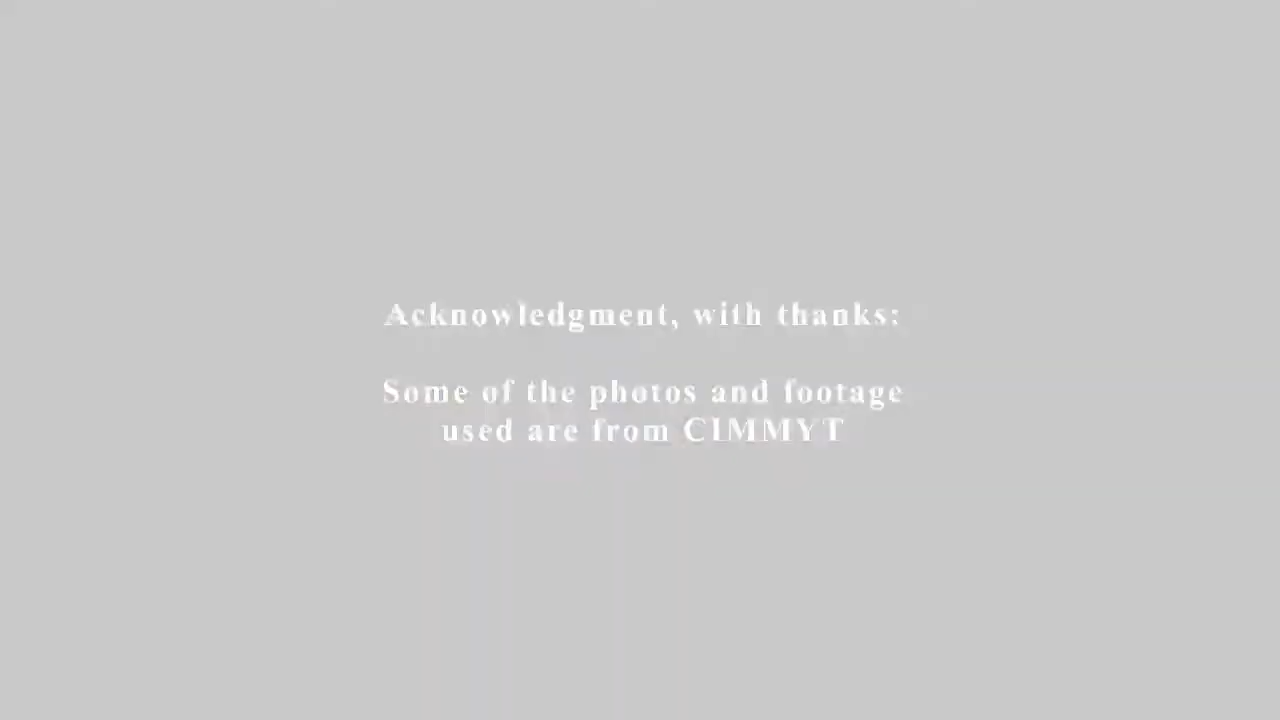 Acknowledgment, with thanks:
Some of the photos and footage
used are from CIMMYT